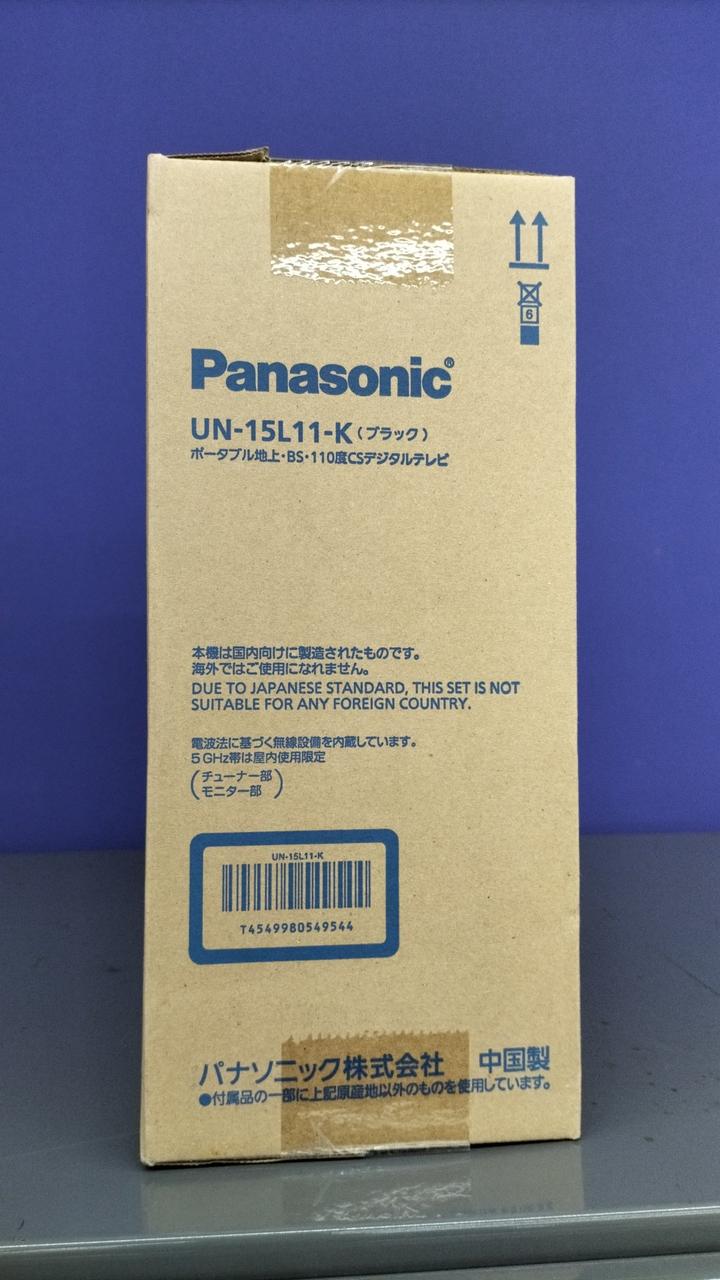 6
Panasonic®
UN-15L11-K（ブラック）
ポータブル地上・BS・110度CSデジタルテレビ
本機は国内向けに製造されたものです。
海外ではご使用になれません。
DUE TO JAPANESE STANDARD, THIS SET IS NOT
SUITABLE FOR ANY FOREIGN COUNTRY.
電波法に基づく無線設備を内蔵しています。
5 GHz帯は屋内使用限定
（チューナー部
モニター部）
UN-15L11-K
T4549980549544
パナソニック株式会社 中国製
●付属品の一部に上記原産地以外のものを使用しています。